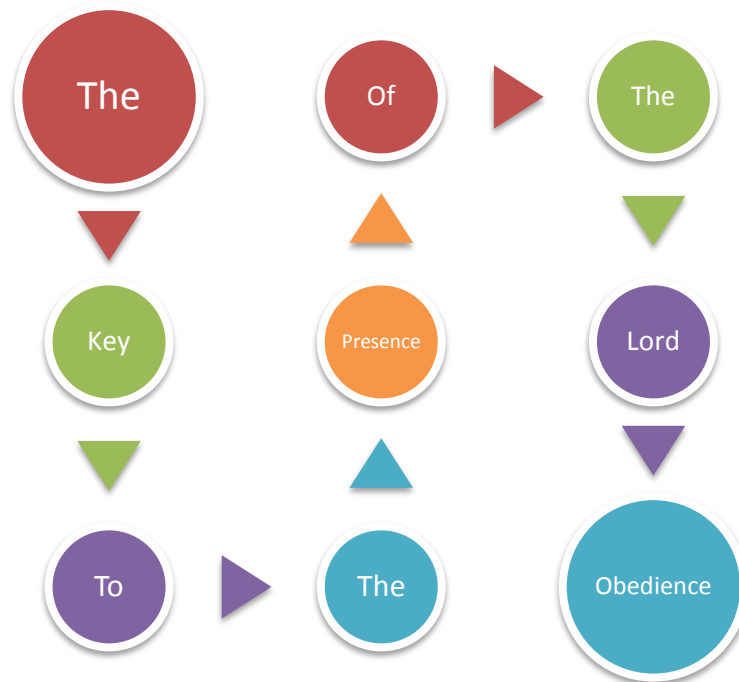 The
Key
To
The
Presence
Of
The
Lord
Obedience